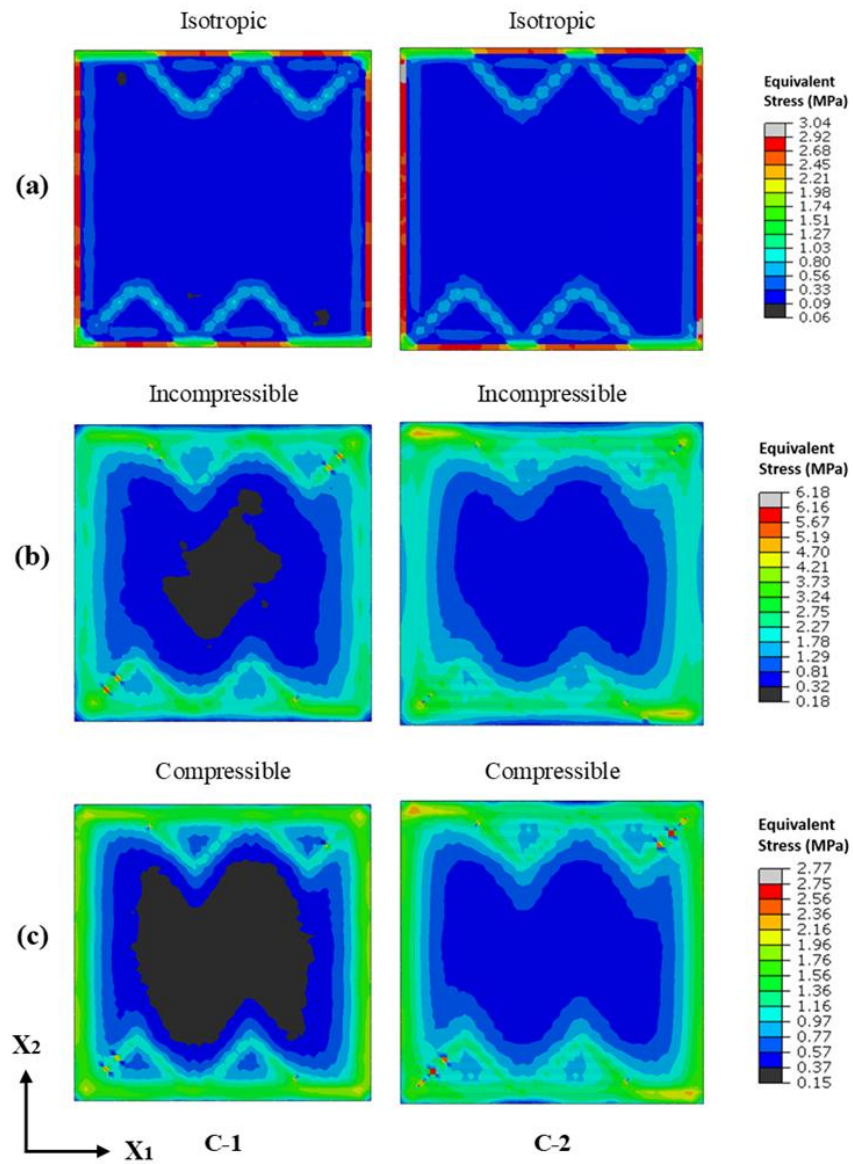 Isotropic
Isotropic
(a)
Equivalent
Stress (MPa)
3.04
2.92
2.68
2.45
2.21
1.98
1.74
1.51
1.27
1.03
0.80
0.56
0.33
0.09
0.06
Incompressible
Incompressible
(b)
Equivalent
Stress (MPa)
6.18
6.16
5.67
5.19
4.70
4.21
3.73
3.24
2.75
2.27
1.78
1.29
0.81
0.32
0.18
Compressible
Compressible
(c)
Equivalent
Stress (MPa)
2.77
2.75
2.56
2.36
2.16
1.96
1.76
1.56
1.36
1.16
0.97
0.77
0.57
0.37
0.15
X2
X1
C-1
C-2